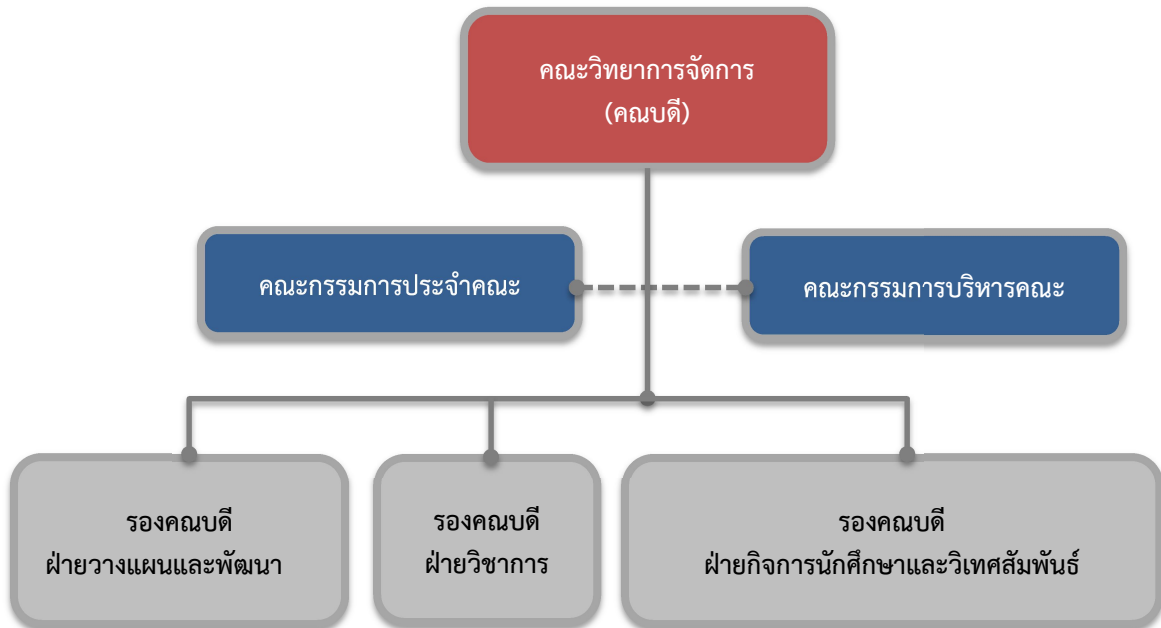 คณะวิทยาการจัดการ
(คณบดี)
คณะกรรมการประจำคณะ
คณะกรรมการบริหารคณะ
รองคณบดี
ฝ่ายวางแผนและพัฒนา
รองคณบดี
ฝ่ายวิชาการ
รองคณบดี
ฝ่ายกิจการนักศึกษาและวิเทศสัมพันธ์